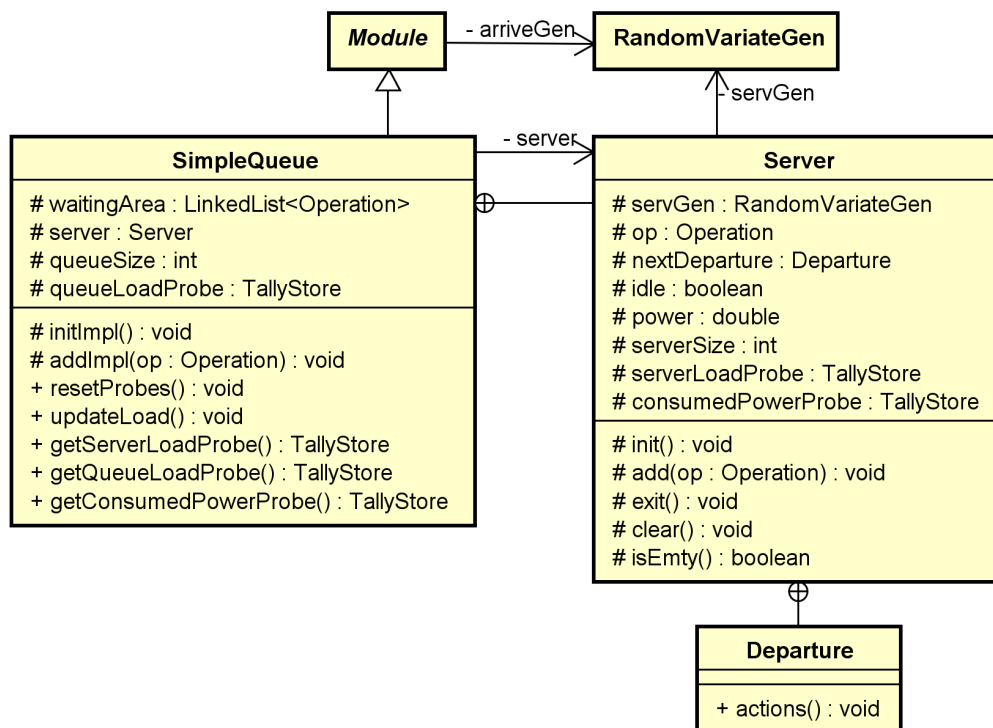 Module
- arriveGen
RandomVariateGen
- servGen
- server
SimpleQueue
# waitingArea : LinkedList<Operation>
# server : Server
# queueSize : int
# queueLoadProbe : TallyStore
# initImpl() : void
# addImpl(op : Operation) : void
+ resetProbes() : void
+ updateLoad() : void
+ getServerLoadProbe() : TallyStore
+ getQueueLoadProbe() : TallyStore
+ getConsumedPowerProbe() : TallyStore
Server
# servGen : RandomVariateGen
# op : Operation
# nextDeparture : Departure
# idle : boolean
# power : double
# serverSize : int
# serverLoadProbe : TallyStore
# consumedPowerProbe : TallyStore
# init() : void
# add(op : Operation) : void
# exit() : void
# clear() : void
# isEmty() : boolean
Departure
+ actions() : void